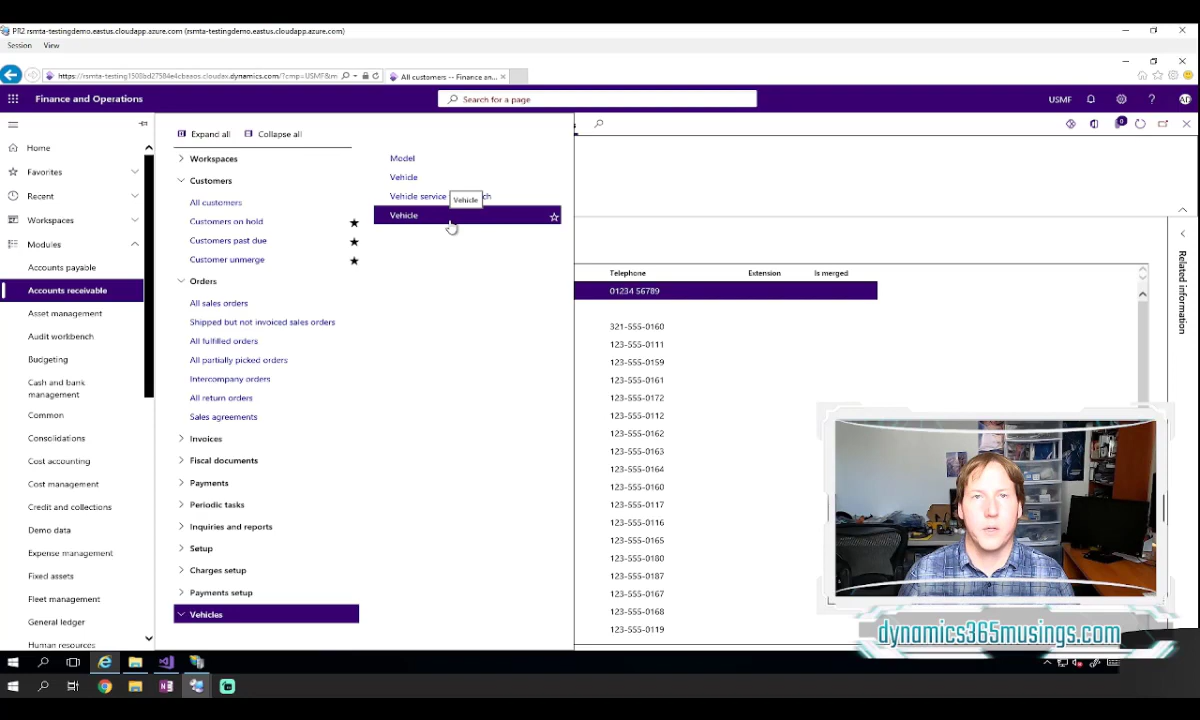 PR2 rsmta-testingdemo.eastus.cloudapp.azure.com (rsmta-testingdemo.eastus.cloudapp.azure.com)
Session View
All customers -- Finance an...
Finance and Operations
Search for a page
USMF
AD
Home
Favorites
Recent
Workspaces
Modules
Accounts payable
Accounts receivable
Asset management
Audit workbench
Budgeting
Cash and bank
management
Common
Consolidations
Cost accounting
Cost management
Credit and collections
Demo data
Expense management
Fixed assets
Fleet management
General ledger
Human resources
Expand all Collapse all
Workspaces
Customers
All customers
Customers on hold
Customers past due
Customer unmerge
Orders
All sales orders
Shipped but not invoiced sales orders
All fulfilled orders
All partially picked orders
Intercompany orders
All return orders
Sales agreements
Invoices
Fiscal documents
Payments
Periodic tasks
Inquiries and reports
Setup
Charges setup
Payments setup
Vehicles
Model
Vehicle
Vehicle service
Vehicle
Vehicle
0
Related information
Telephone Extension Is merged
01234 56789
321-555-0160
123-555-0111
123-555-0159
123-555-0161
123-555-0172
123-555-0112
123-555-0162
123-555-0163
123-555-0164
123-555-0160
123-555-0117
123-555-0116
123-555-0165
123-555-0180
123-555-0187
123-555-0167
123-555-0168
123-555-0119
dynamics365musings.com